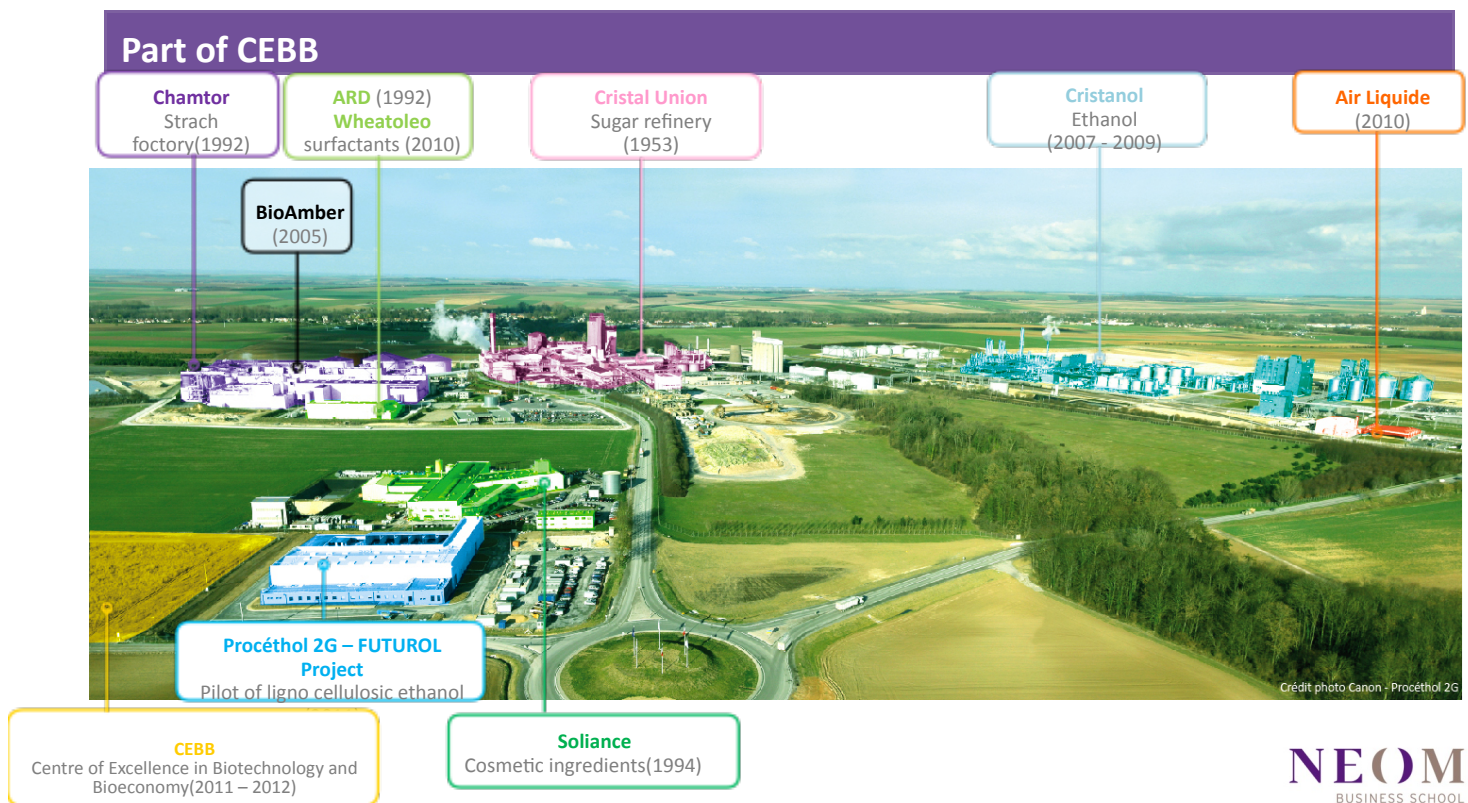 Part of CEBB
Chamtor
Strach
foctory(1992)
ARD (1992)
Wheatoleo
surfactants (2010)
Cristal Union
Sugar refinery
(1953)
Cristanol
Ethanol
(2007 - 2009)
Air Liquide
(2010)
BioAmber
(2005)
Procéthol 2G – FUTUROL
Project
Pilot of ligno cellulosic ethanol
Crédit photo Canon - Procéthol 2G
CEBB
Centre of Excellence in Biotechnology and
Bioeconomy(2011 – 2012)
Soliance
Cosmetic ingredients(1994)
NEOM
BUSINESS SCHOOL